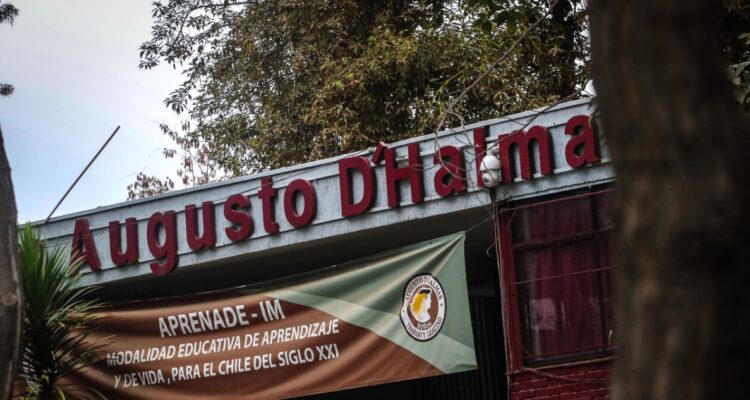 Augusto D'Halmar
APRENADE - IM
MODALIDAD EDUCATIVA DE APRENDIZAJE
Y DE VIDA , PARA EL CHILE DEL SIGLO XXI